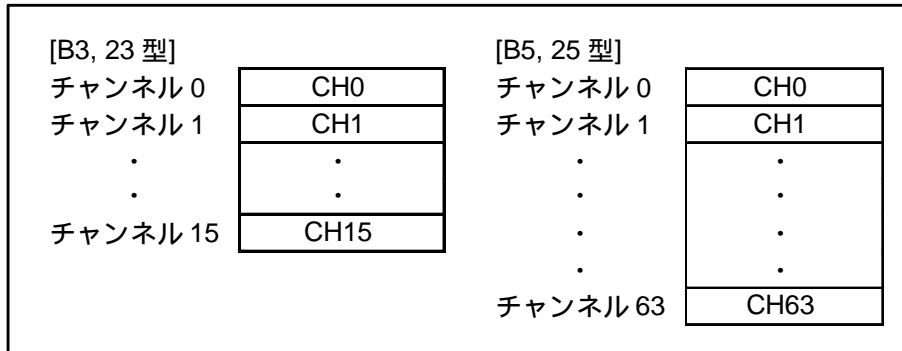 [B3, 23 型]
チャンネル 0 CH0
チャンネル 1 CH1
・ ・
・ ・
チャンネル 15 CH15
[B5, 25 型]
チャンネル 0 CH0
チャンネル 1 CH1
・ ・
・ ・
・ ・
・ ・
チャンネル 63 CH63